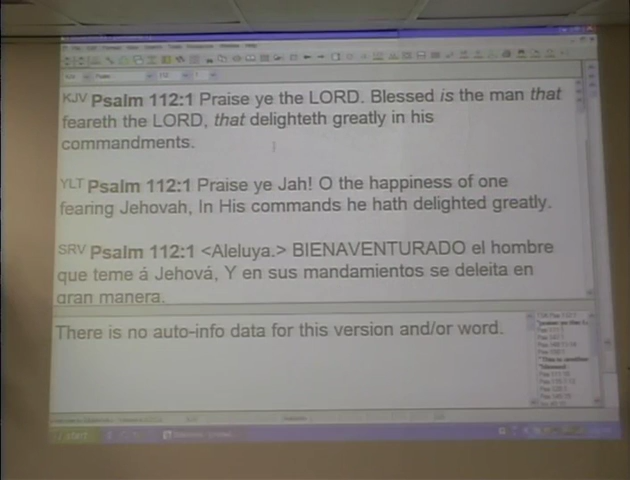 KJV Psalm 112:1 Praise ye the LORD. Blessed is the man that
feareth the LORD, that delighteth greatly in his
commandments.
YLT Psalm 112:1 Praise ye Jah! O the happiness of one
fearing Jehovah, In His commands he hath delighted greatly.
SRV Psalm 112:1 <Aleluya.> BIENAVENTURADO el hombre
que teme á Jehová, Y en sus mandamientos se deleita en
gran manera.
There is no auto-info data for this version and/or word.
start